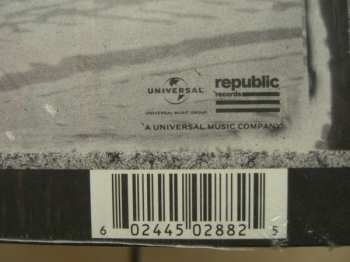 UNIVERSAL
republic
records
UNIVERSAL MUSIC GROUP
A UNIVERSAL MUSIC COMPANY
6 02445 02882 5